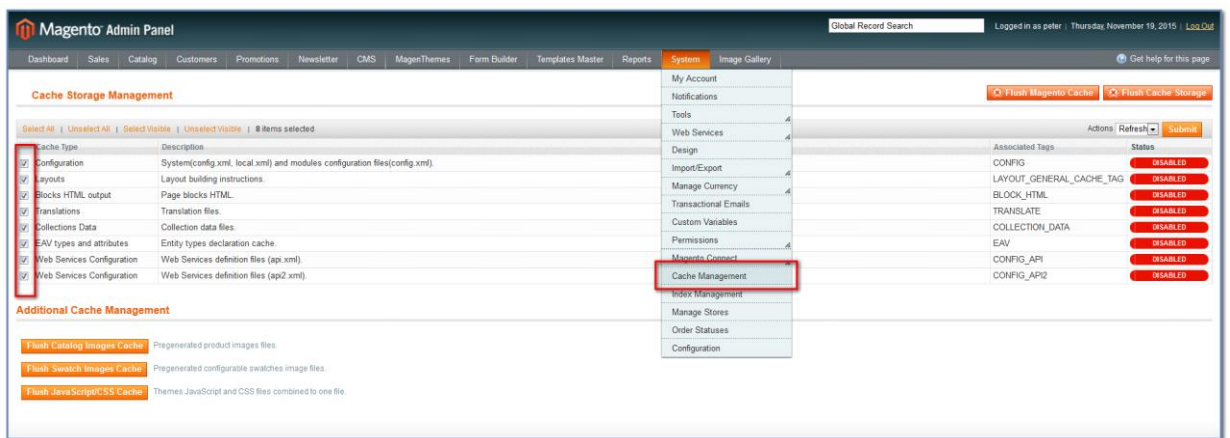 Magento Admin Panel
Global Record Search
Logged in as peter | Thursday, November 19, 2015 | Log Out
Dashboard Sales Catalog Customers Promotions Newsletter CMS MagenThemes Form Builder Templates Master Reports System Image Gallery
Get help for this page
My Account
Notifications
Tools
Web Services
Design
Import/Export
Manage Currency
Transactional Emails
Custom Variables
Permissions
Magento Connect
Cache Management
Index Management
Manage Stores
Order Statuses
Configuration
Cache Storage Management
Flush Magento Cache Flush Cache Storage
Select All | Unselect All | Select Visible | Unselect Visible | 8 items selected
Actions Refresh Submit
Cache Type Description Associated Tags Status
Configuration System(config.xml, local.xml) and modules configuration files(config.xml). CONFIG DISABLED
Layouts Layout building instructions. LAYOUT_GENERAL_CACHE_TAG DISABLED
Blocks HTML output Page blocks HTML. BLOCK_HTML DISABLED
Translations Translation files. TRANSLATE DISABLED
Collections Data Collection data files. COLLECTION_DATA DISABLED
EAV types and attributes Entity types declaration cache. EAV DISABLED
Web Services Configuration Web Services definition files (api.xml). CONFIG_API DISABLED
Web Services Configuration Web Services definition files (api2.xml). CONFIG_API2 DISABLED
Additional Cache Management
Flush Catalog Images Cache Pregenerated product images files.
Flush Swatch Images Cache Pregenerated configurable swatches image files.
Flush JavaScript/CSS Cache Themes JavaScript and CSS files combined to one file.